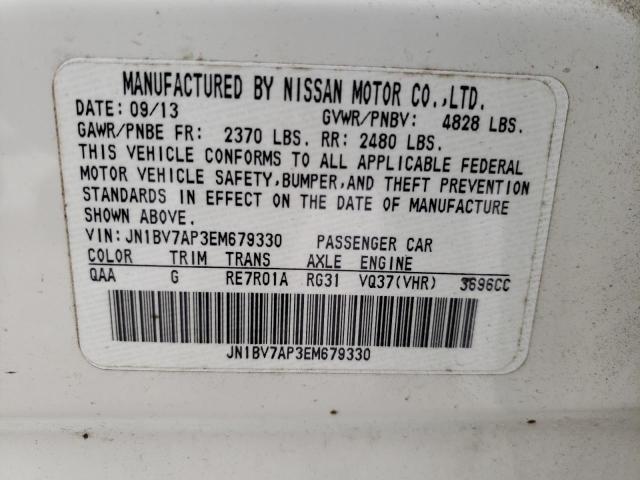 MANUFACTURED BY NISSAN MOTOR CO.,LTD.
DATE: 09/13 GVWR/PNBV: 4828 LBS.
GAWR/PNBE FR: 2370 LBS. RR: 2480 LBS.
THIS VEHICLE CONFORMS TO ALL APPLICABLE FEDERAL
MOTOR VEHICLE SAFETY,BUMPER,AND THEFT PREVENTION
STANDARDS IN EFFECT ON THE DATE OF MANUFACTURE
SHOWN ABOVE.
VIN:JN1BV7AP3EM679330 PASSENGER CAR
COLOR TRIM TRANS AXLE ENGINE
QAA G RE7R01A RG31 VQ37(VHR) 3696CC
JN1BV7AP3EM679330